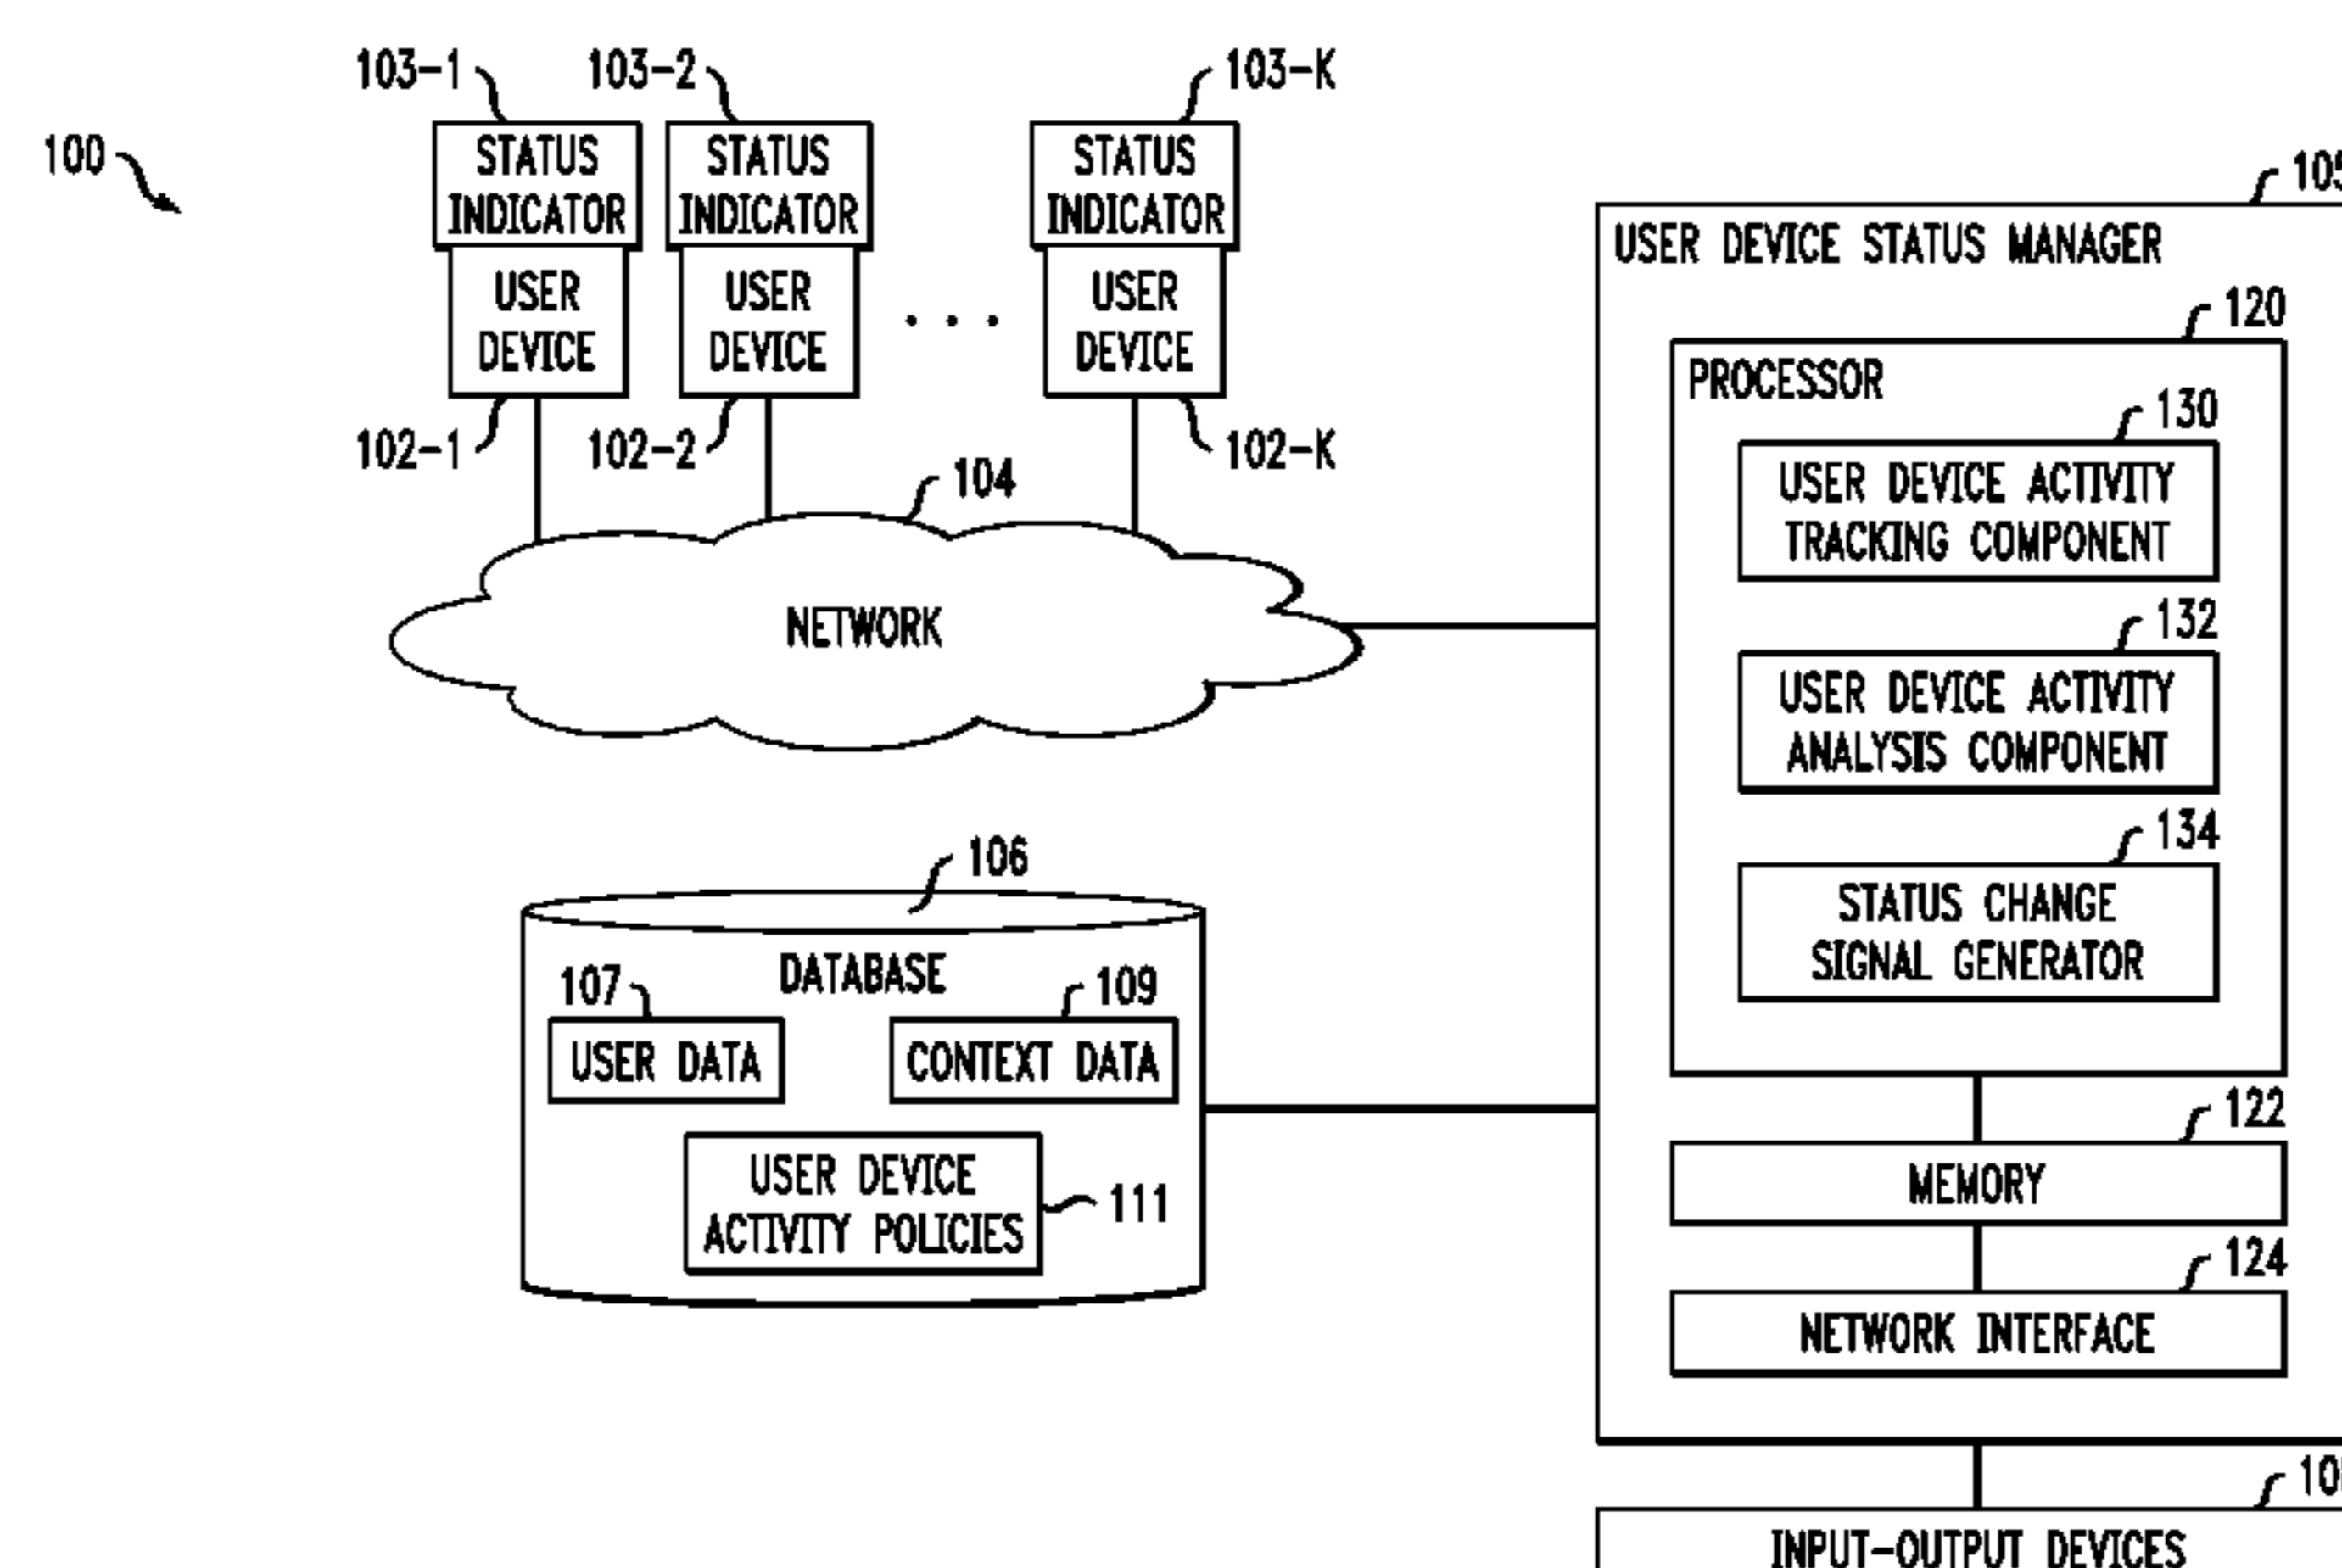 100
103-1
103-2
103-K
STATUS
INDICATOR
STATUS
INDICATOR
STATUS
INDICATOR
USER
DEVICE
USER
DEVICE
. . .
USER
DEVICE
102-1
102-2
102-K
104
NETWORK
106
DATABASE
107
USER DATA
109
CONTEXT DATA
USER DEVICE
ACTIVITY POLICIES
111
105
USER DEVICE STATUS MANAGER
120
PROCESSOR
130
USER DEVICE ACTIVITY
TRACKING COMPONENT
132
USER DEVICE ACTIVITY
ANALYSIS COMPONENT
134
STATUS CHANGE
SIGNAL GENERATOR
122
MEMORY
124
NETWORK INTERFACE
INPUT-OUTPUT DEVICES